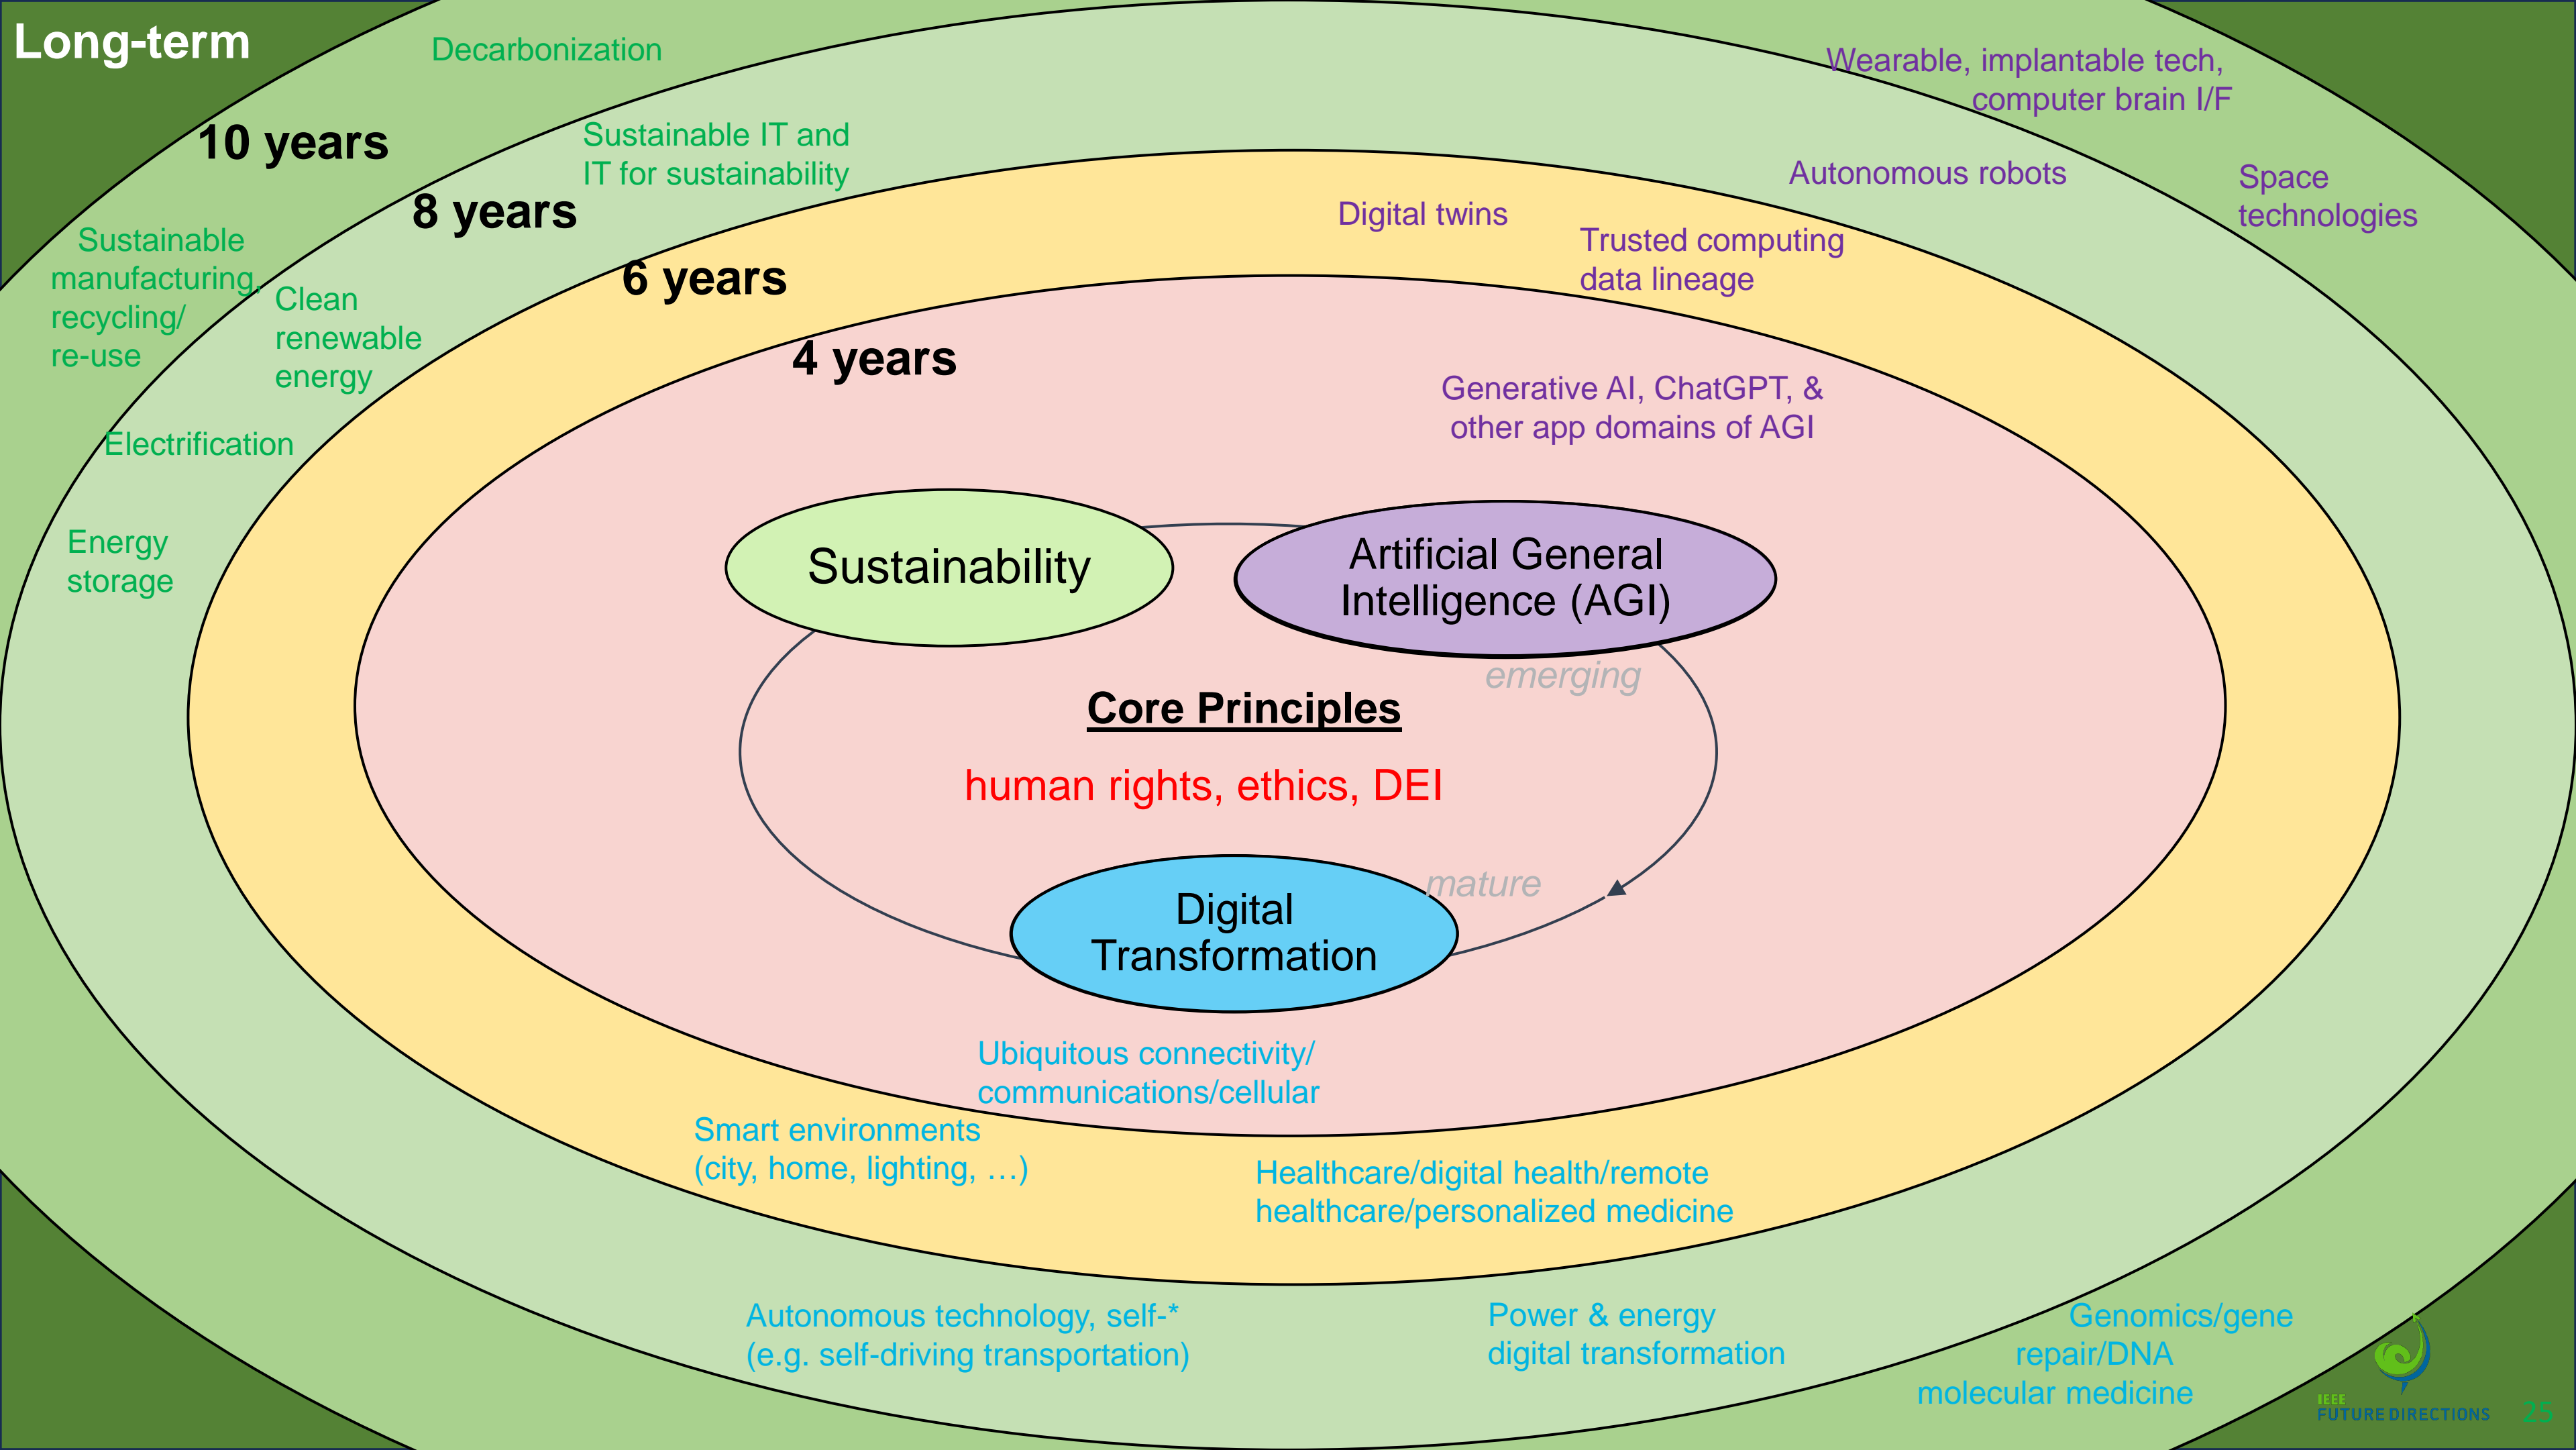 Long-term
Decarbonization
Wearable, implantable tech,
computer brain I/F
10 years
Sustainable IT and
IT for sustainability
Autonomous robots
Space
technologies
8 years
Digital twins
Sustainable
manufacturing,
recycling/
re-use
Trusted computing
data lineage
6 years
Clean
renewable
energy
4 years
Generative AI, ChatGPT, &
other app domains of AGI
Electrification
Energy
storage
Sustainability
Artificial General
Intelligence (AGI)
emerging
Core Principles
human rights, ethics, DEI
mature
Digital
Transformation
Ubiquitous connectivity/
communications/cellular
Smart environments
(city, home, lighting, …)
Healthcare/digital health/remote
healthcare/personalized medicine
Autonomous technology, self-*
(e.g. self-driving transportation)
Power & energy
digital transformation
Genomics/gene
repair/DNA
molecular medicine
IEEE
FUTURE DIRECTIONS
25